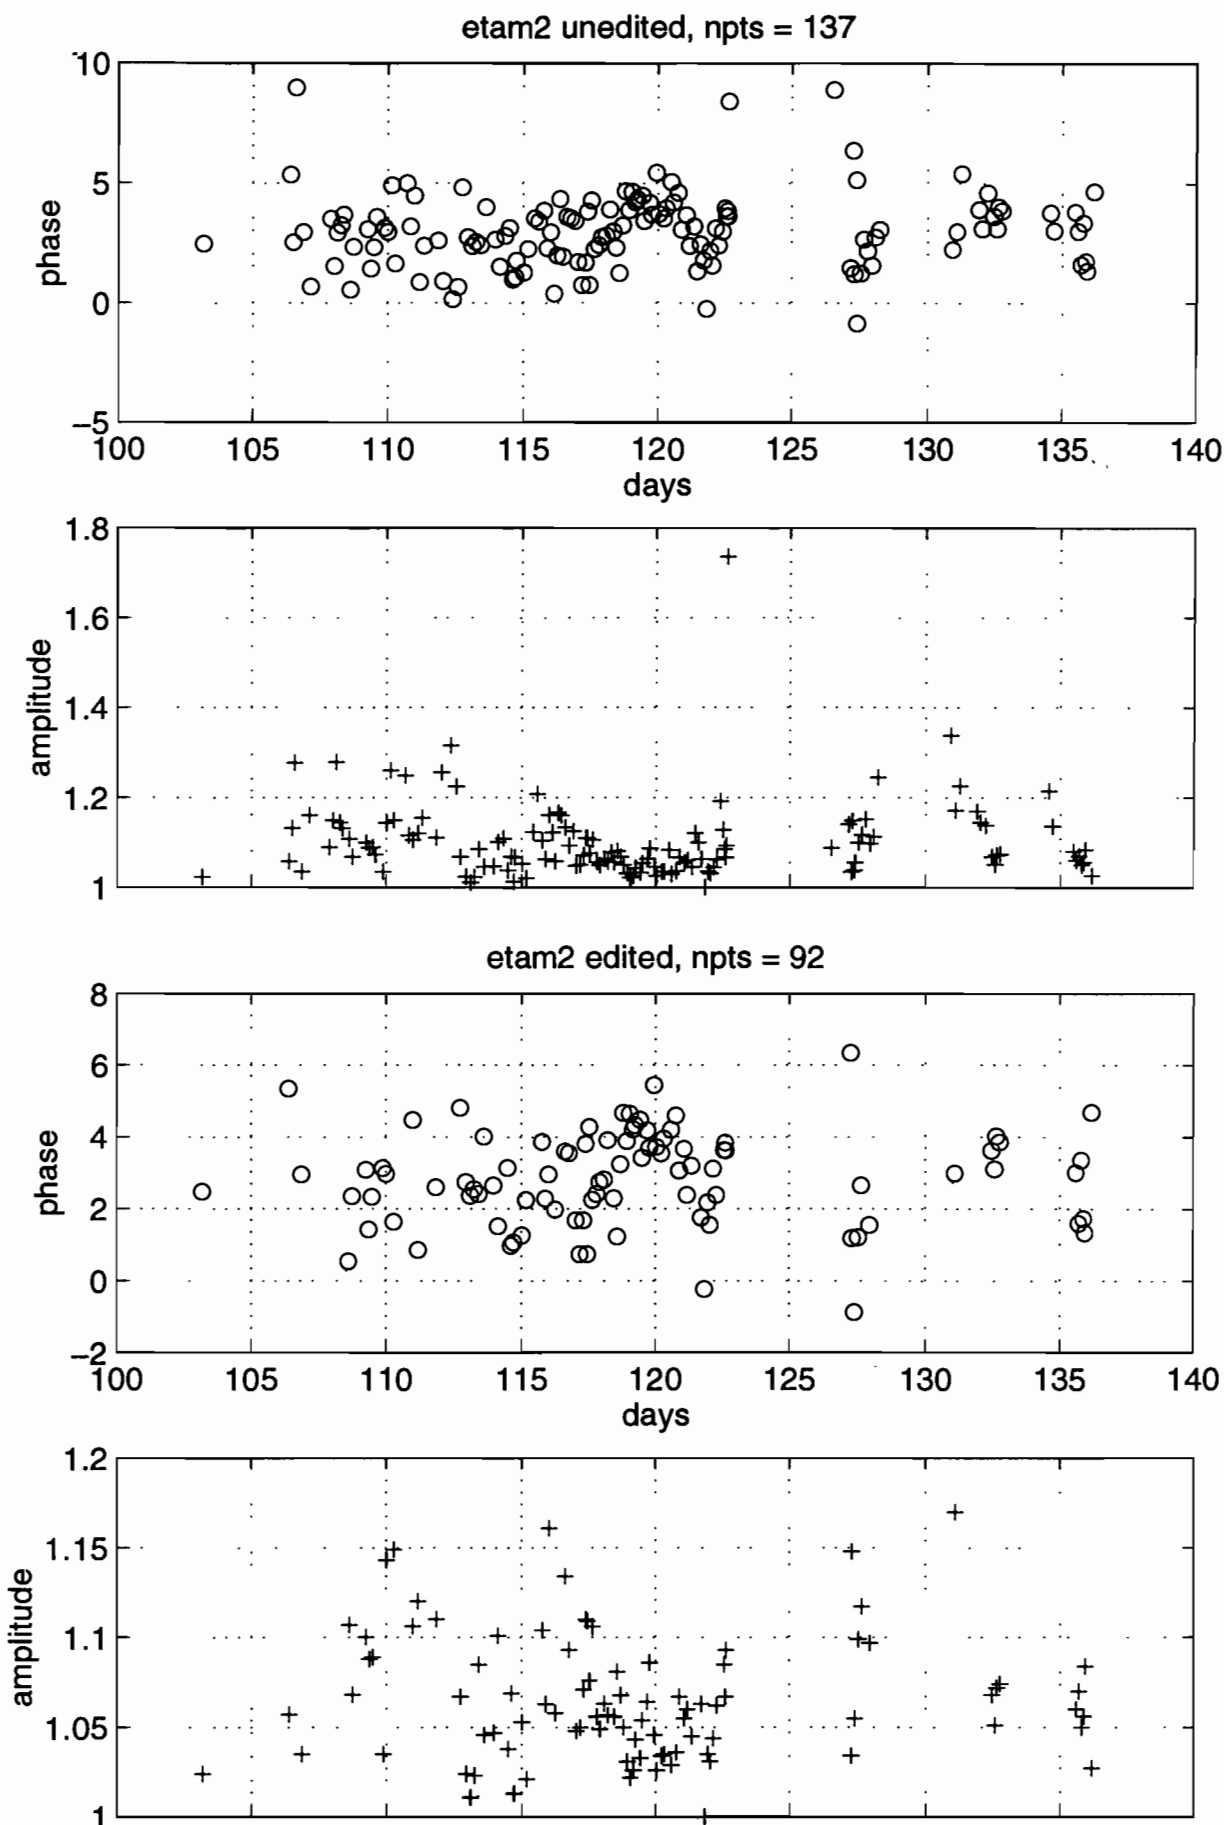 etam2 unedited, npts = 137
10
5
0
−5
phase
100 105 110 115 120 125 130 135 140
days
1.8
1.6
1.4
1.2
1
amplitude
etam2 edited, npts = 92
8
6
4
2
0
−2
phase
100 105 110 115 120 125 130 135 140
days
1.2
1.15
1.1
1.05
1
amplitude